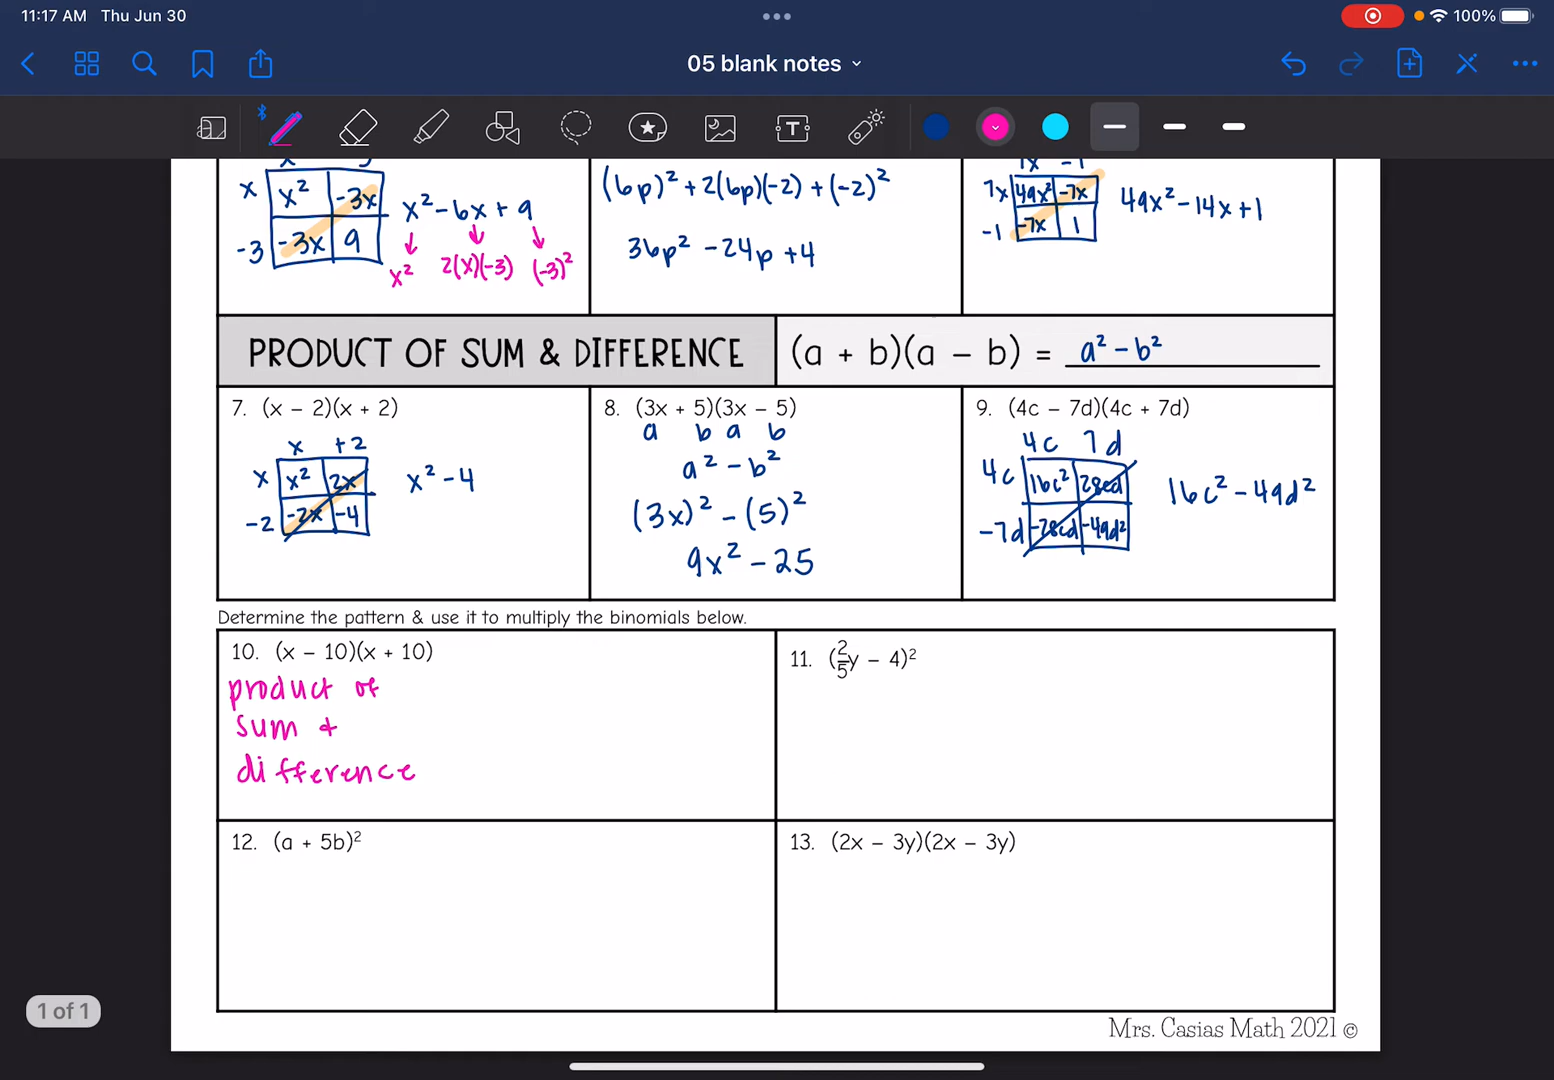 11:17 AM Thu Jun 30
100%
05 blank notes
x
x x² -3x
-3 -3x 9
x² - 6x + 9
x² 2(x)(-3) (-3)²
(6p)² + 2(6p)(-2) + (-2)²
36p² - 24p + 4
7x -1
7x 49x² -7x
-1 -7x 1
49x² - 14x + 1
PRODUCT OF SUM & DIFFERENCE
(a + b)(a – b) = a² - b²
7. (x – 2)(x + 2)
x +2
x x² 2x
-2 -2x -4
x² - 4
8. (3x + 5)(3x – 5)
a b a b
a² - b²
(3x)² - (5)²
9x² - 25
9. (4c – 7d)(4c + 7d)
4c 7d
4c 16c² 28cd
-7d -28cd -49d²
16c² - 49d²
Determine the pattern & use it to multiply the binomials below.
10. (x – 10)(x + 10)
product of
sum +
difference
11. (2/5y – 4)²
12. (a + 5b)²
13. (2x – 3y)(2x – 3y)
1 of 1
Mrs. Casias Math 2021 ©